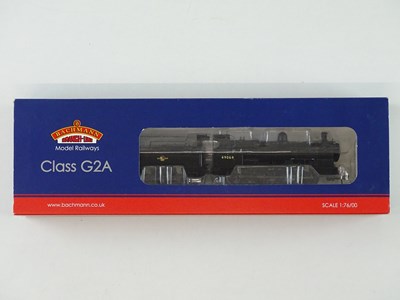 BACHMANN
BRANCH-LINE
Model Railways
Class G2A
www.bachmann.co.uk
SCALE 1:76/00